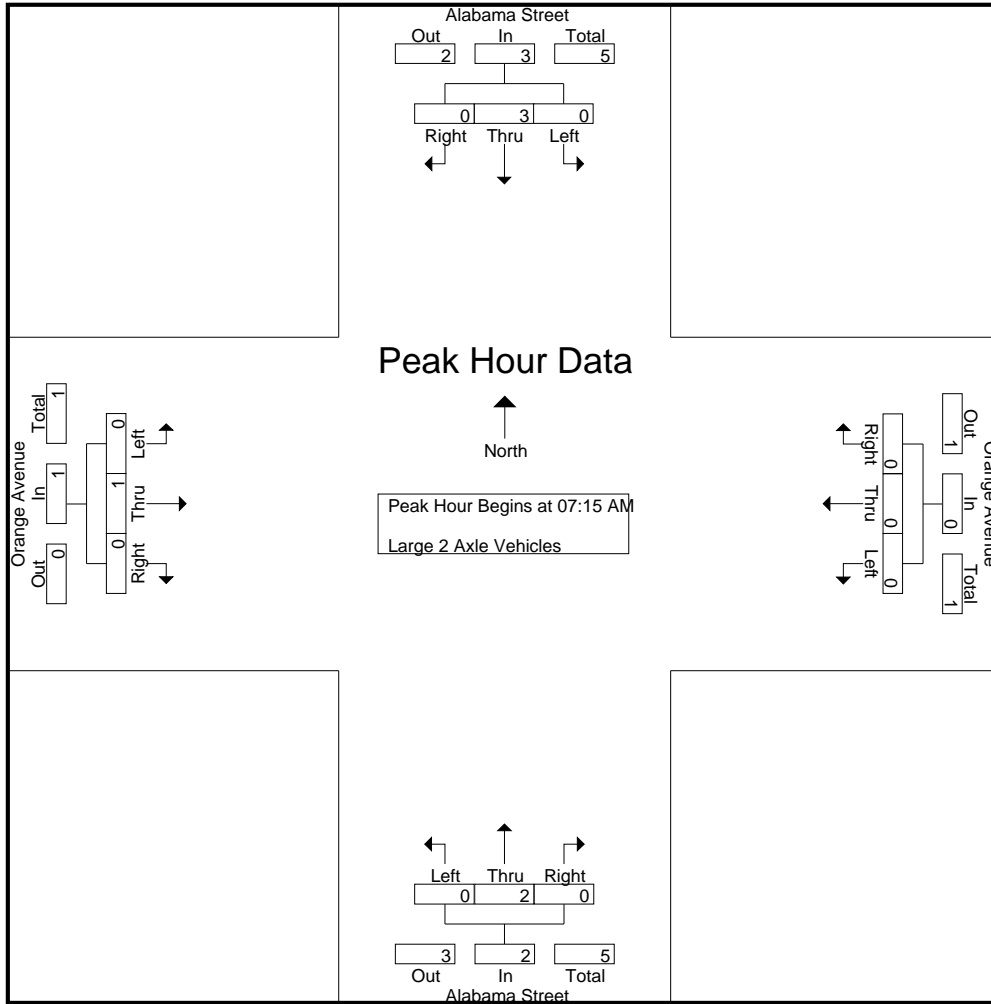 Alabama Street
Out In Total
2 3 5
0 3 0
Right Thru Left
Peak Hour Data
North
Peak Hour Begins at 07:15 AM
Large 2 Axle Vehicles
Orange Avenue
Out In Total
0 1 1
0 1 0
Right Thru Left
Orange Avenue
Out In Total
1 0 1
0 0 0
Right Thru Left
Left Thru Right
0 2 0
3 2 5
Out In Total
Alabama Street